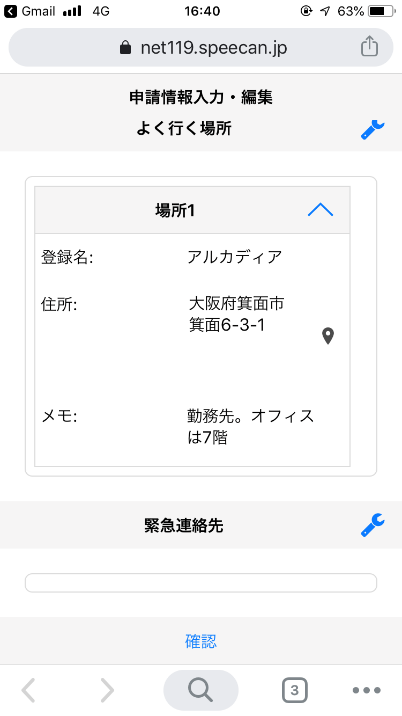 Gmail 4G 16:40 63%
net119.speecan.jp
申請情報入力・編集
よく行く場所
場所1
登録名: アルカディア
住所: 大阪府箕面市
箕面6-3-1
メモ: 勤務先。オフィス
は7階
緊急連絡先
確認
3